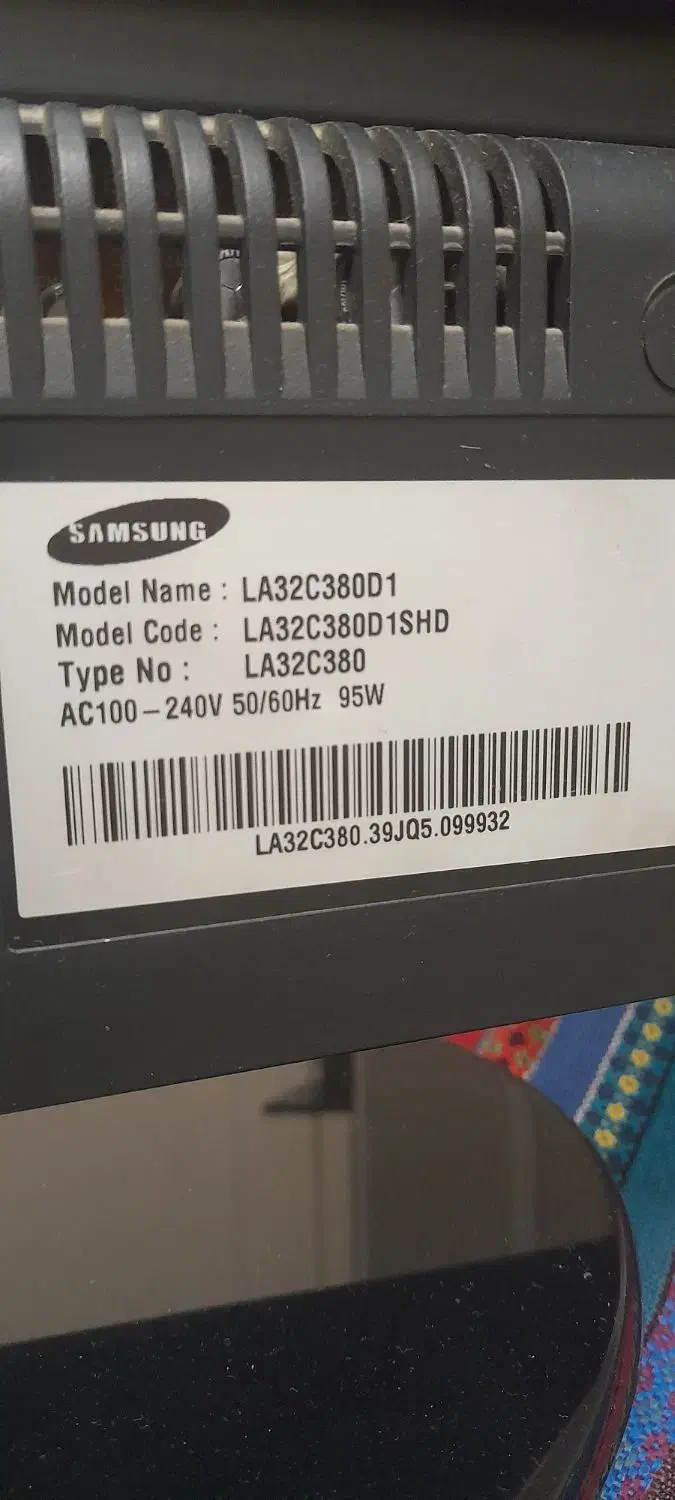 SAMSUNG
Model Name : LA32C380D1
Model Code : LA32C380D1SHD
Type No : LA32C380
AC100-240V 50/60Hz 95W
LA32C380.39JQ5.099932